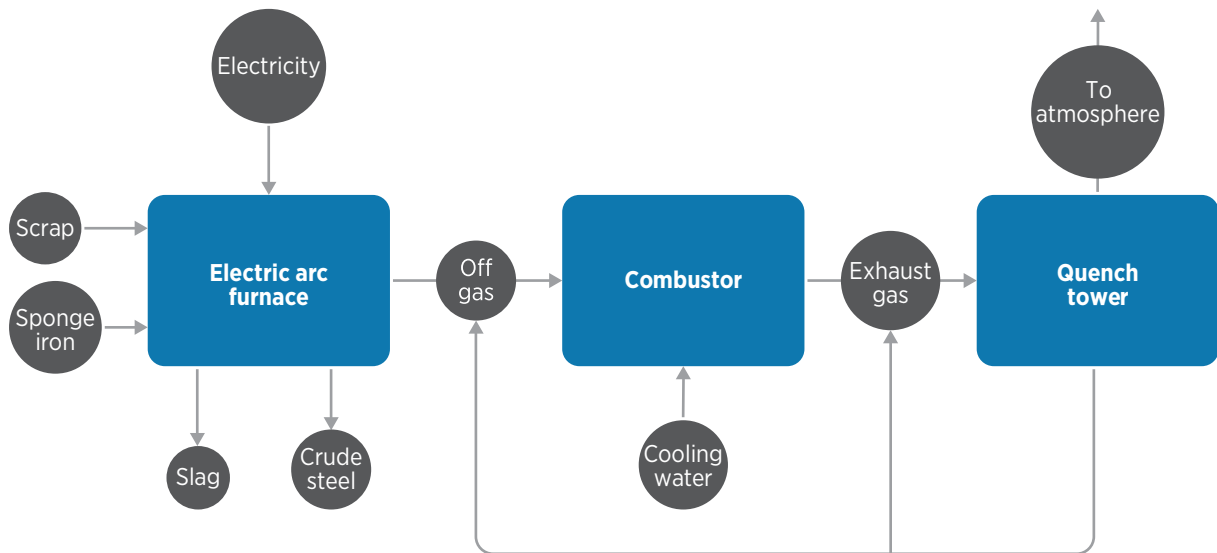 Electricity
To
atmosphere
Scrap
Sponge
iron
Electric arc
furnace
Off
gas
Combustor
Exhaust
gas
Quench
tower
Slag
Crude
steel
Cooling
water